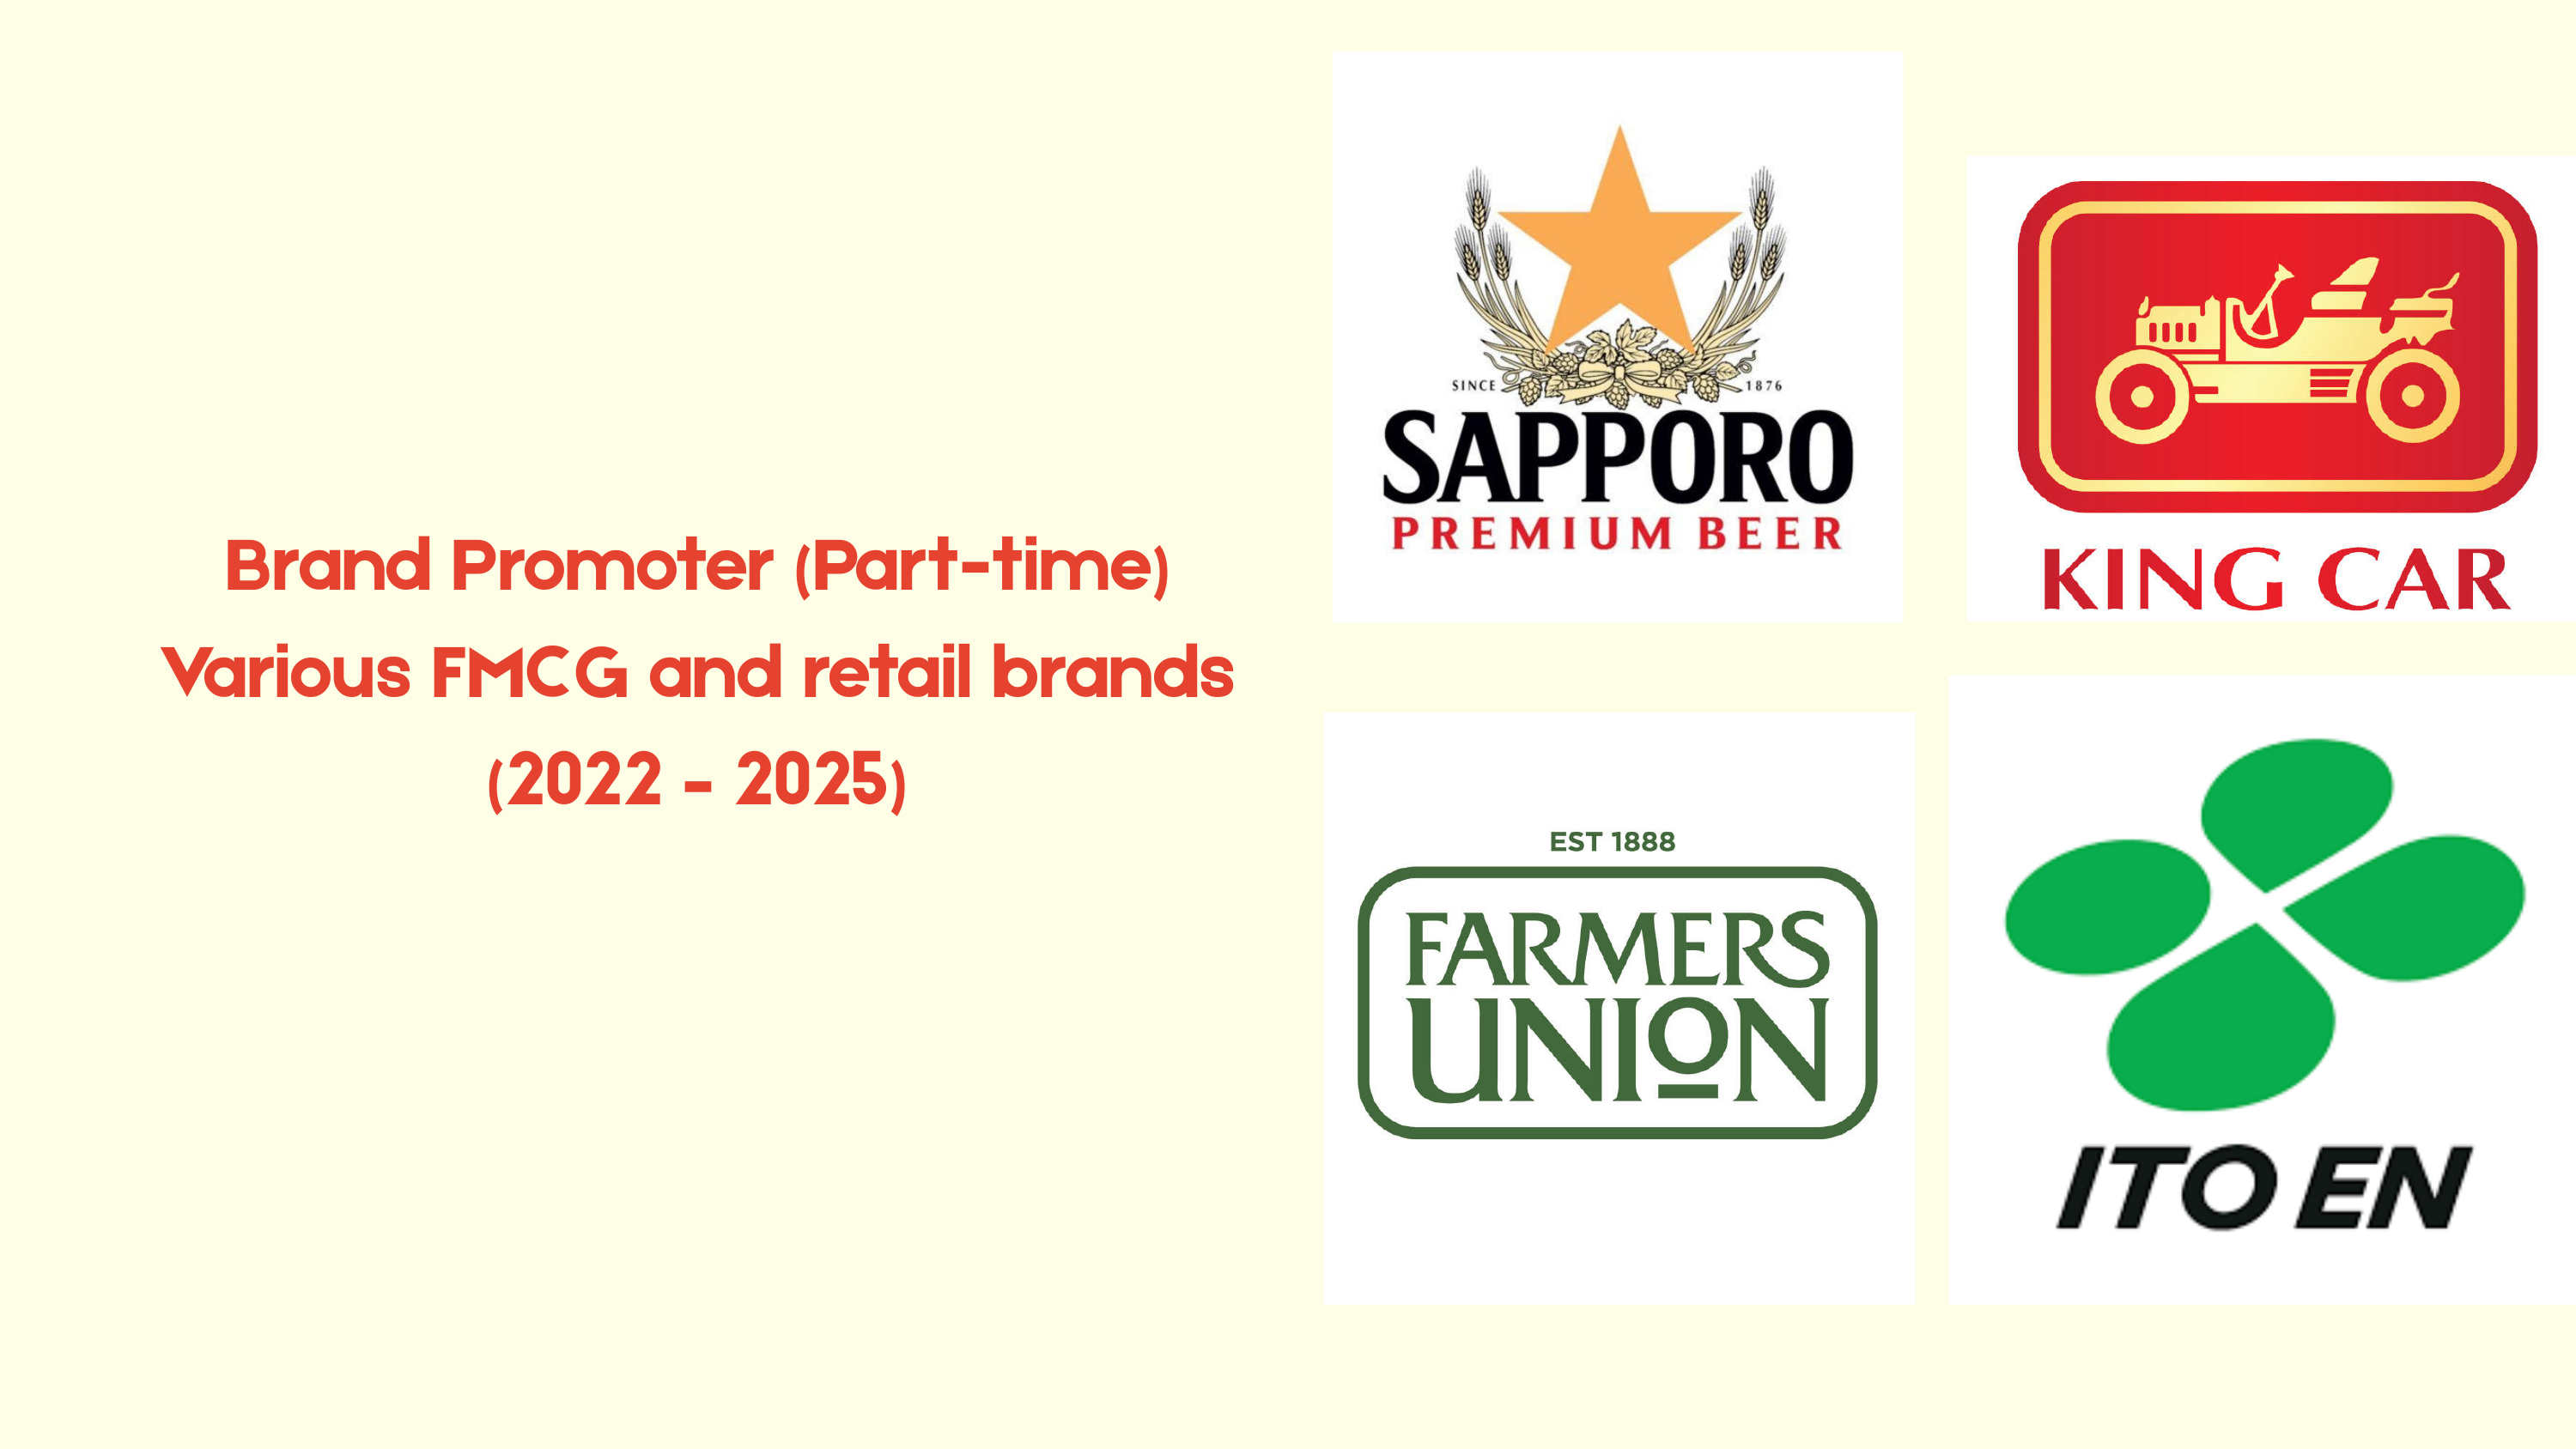 Brand Promoter (Part-time)
Various FMCG and retail brands
(2022 - 2025)
SINCE 1876
SAPPORO
PREMIUM BEER
KING CAR
EST 1888
FARMERS
UNION
ITO EN